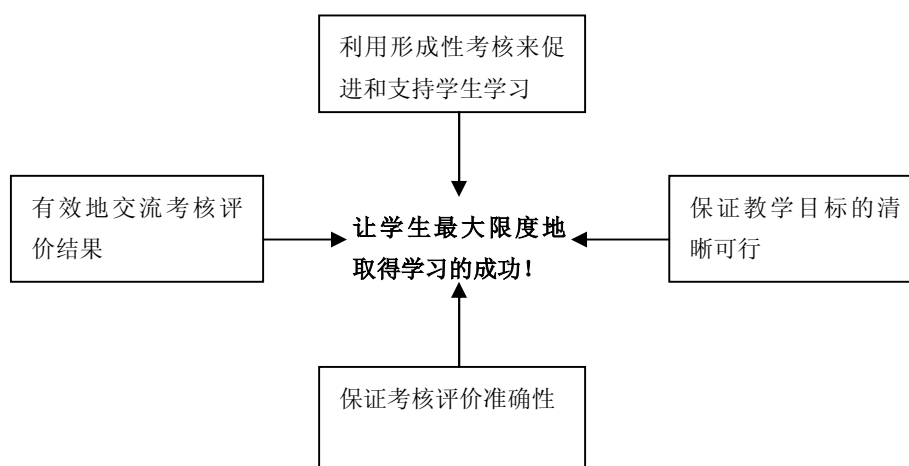 利用形成性考核来促
进和支持学生学习
有效地交流考核评
价结果
让学生最大限度地
取得学习的成功！
保证教学目标的清
晰可行
保证考核评价准确性